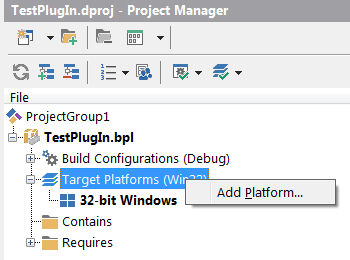 TestPlugIn.dproj - Project Manager
File
ProjectGroup1
TestPlugIn.bpl
Build Configurations (Debug)
Target Platforms (Win32)
Add Platform...
32-bit Windows
Contains
Requires